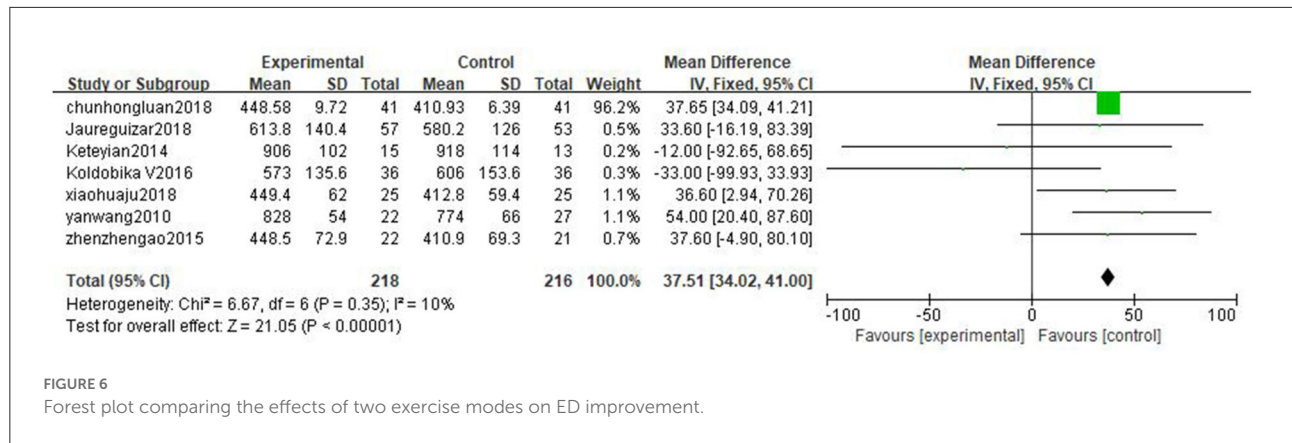 Experimental Control Mean Difference Mean Difference
Study or Subgroup Mean SD Total Mean SD Total Weight IV, Fixed, 95% CI IV, Fixed, 95% CI
chunhongluan2018 448.58 9.72 41 410.93 6.39 41 96.2% 37.65 [34.09, 41.21]
Jaureguizar2018 613.8 140.4 57 580.2 126 53 0.5% 33.60 [-16.19, 83.39]
Keteyian2014 906 102 15 918 114 13 0.2% -12.00 [-92.65, 68.65]
Koldobika V2016 573 135.6 36 606 153.6 36 0.3% -33.00 [-99.93, 33.93]
xiaohuaju2018 449.4 62 25 412.8 59.4 25 1.1% 36.60 [2.94, 70.26]
yanwang2010 828 54 22 774 66 27 1.1% 54.00 [20.40, 87.60]
zhenzhengao2015 448.5 72.9 22 410.9 69.3 21 0.7% 37.60 [-4.90, 80.10]
Total (95% CI) 218 216 100.0% 37.51 [34.02, 41.00]
Heterogeneity: Chi² = 6.67, df = 6 (P = 0.35); I² = 10%
Test for overall effect: Z = 21.05 (P < 0.00001)
-100 -50 0 50 100
Favours [experimental] Favours [control]
FIGURE 6
Forest plot comparing the effects of two exercise modes on ED improvement.